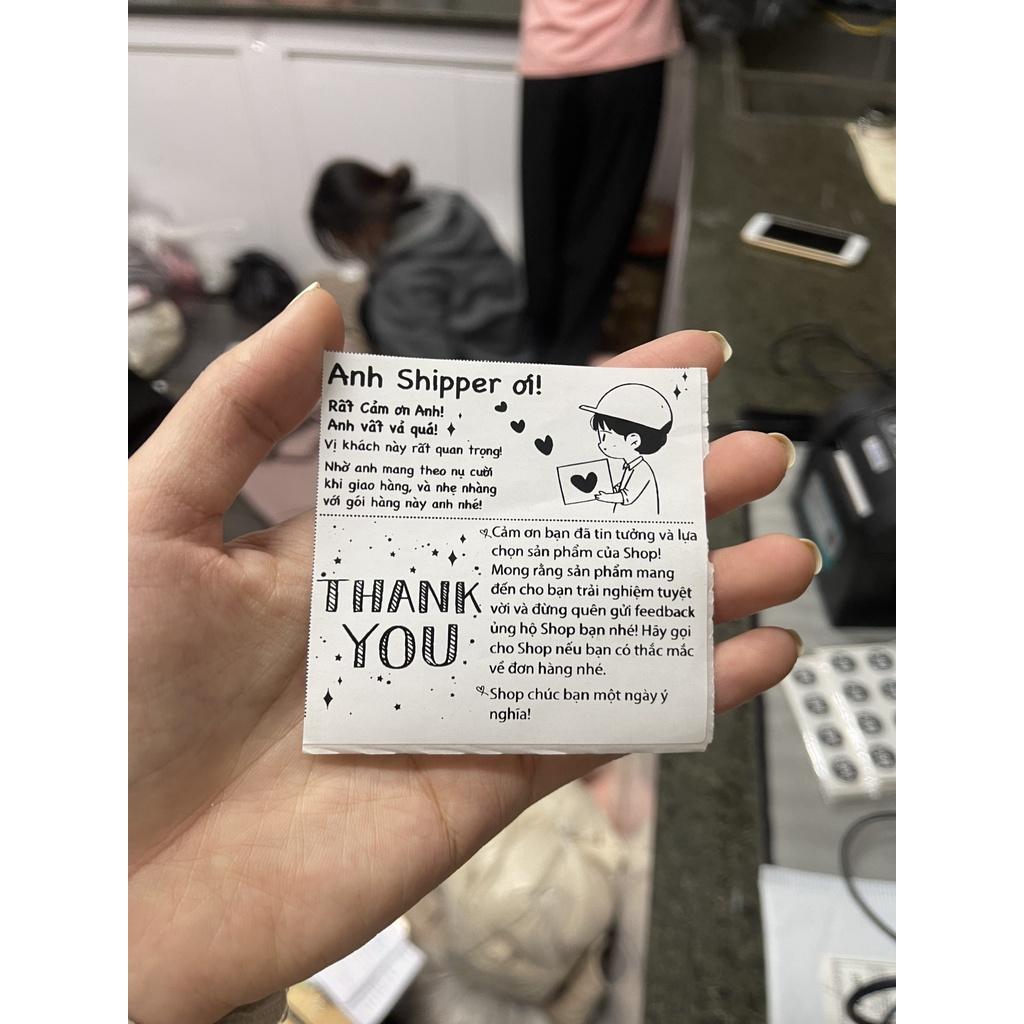 Anh Shipper ơi!
Rất Cảm ơn Anh!
Anh vất vả quá!
Vị khách này rất quan trọng!
Nhờ anh mang theo nụ cười
khi giao hàng, và nhẹ nhàng
với gói hàng này anh nhé!
THANK
YOU
Cảm ơn bạn đã tin tưởng và lựa
chọn sản phẩm của Shop!
Mong rằng sản phẩm mang
đến cho bạn trải nghiệm tuyệt
vời và đừng quên gửi feedback
ủng hộ Shop bạn nhé! Hãy gọi
cho Shop nếu bạn có thắc mắc
về đơn hàng nhé.
Shop chúc bạn một ngày ý
nghĩa!